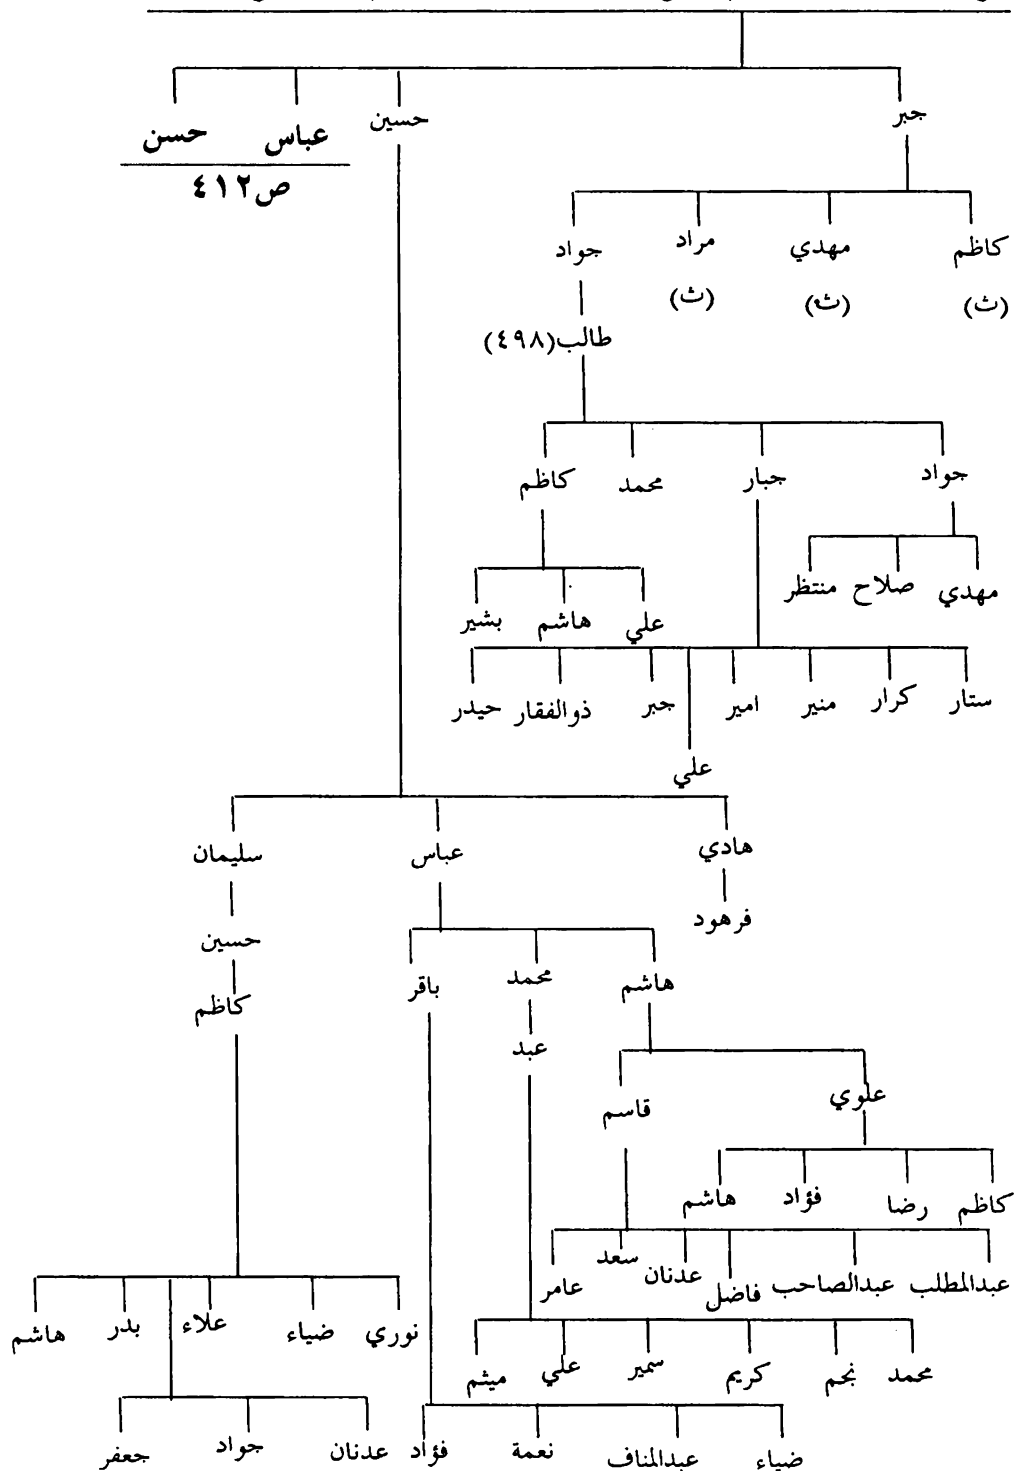 جبر حسين عباس حسن
ص٤١٢
كاظم مهدي مراد جواد
(ث) (ث) (ث)
طالب(٤٩٨)
جواد جبار محمد كاظم
مهدي صلاح منتظر
علي هاشم بشير
ستار كرار منير امير جبر ذوالفقار حيدر
علي
هادي عباس سليمان
فرهود
حسين
هاشم محمد باقر
كاظم
عبد
علوي قاسم
كاظم رضا فؤاد هاشم
عبدالمطلب عبدالصاحب فاضل عدنان سعد عامر
نوري ضياء علاء بدر هاشم
محمد نجم كريم سمير علي ميثم
عدنان جواد جعفر
ضياء عبدالمناف نعمة فؤاد